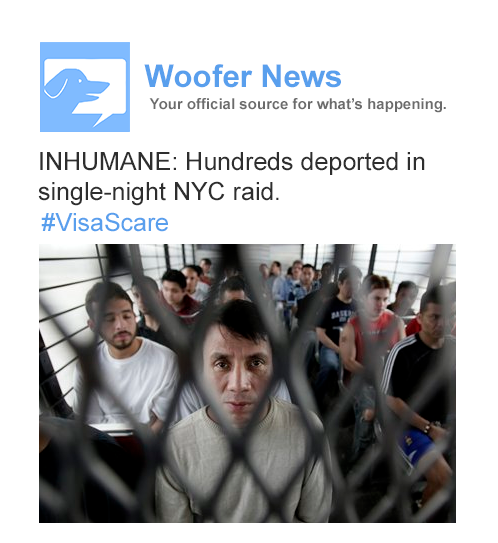 Woofer News
Your official source for what's happening.
INHUMANE: Hundreds deported in
single-night NYC raid.
#VisaScare